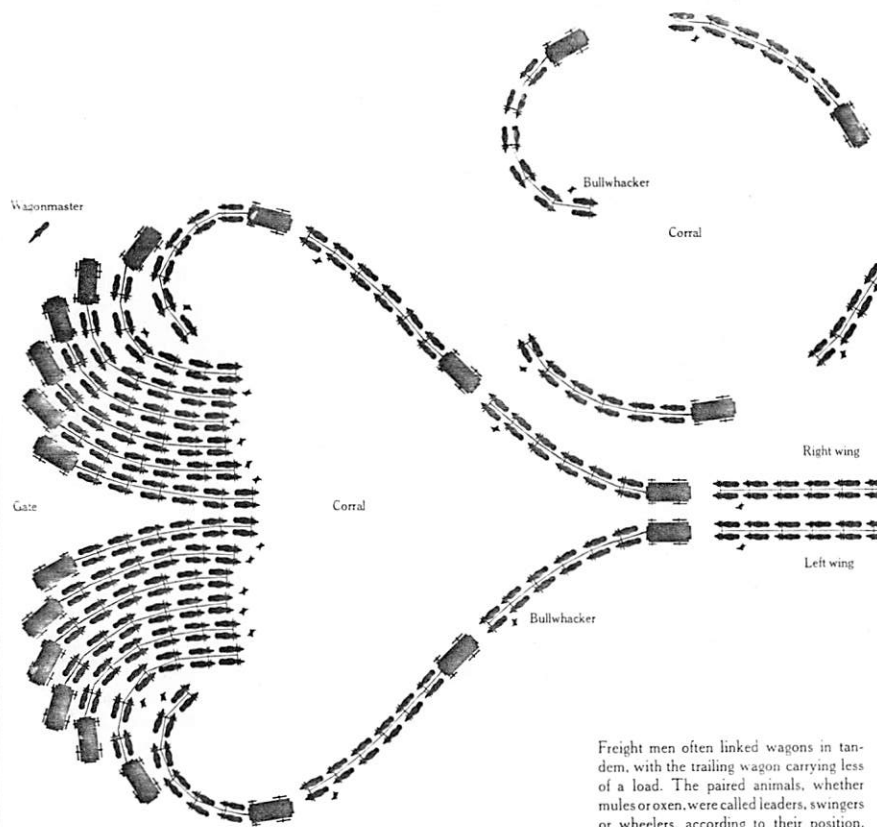 Bullwhacker
Wagonmaster
Corral
Right wing
Gate
Corral
Left wing
Bullwhacker
Freight men often linked wagons in tan-
dem, with the trailing wagon carrying less
of a load. The paired animals, whether
mules or oxen, were called leaders, swingers
or wheelers, according to their position.